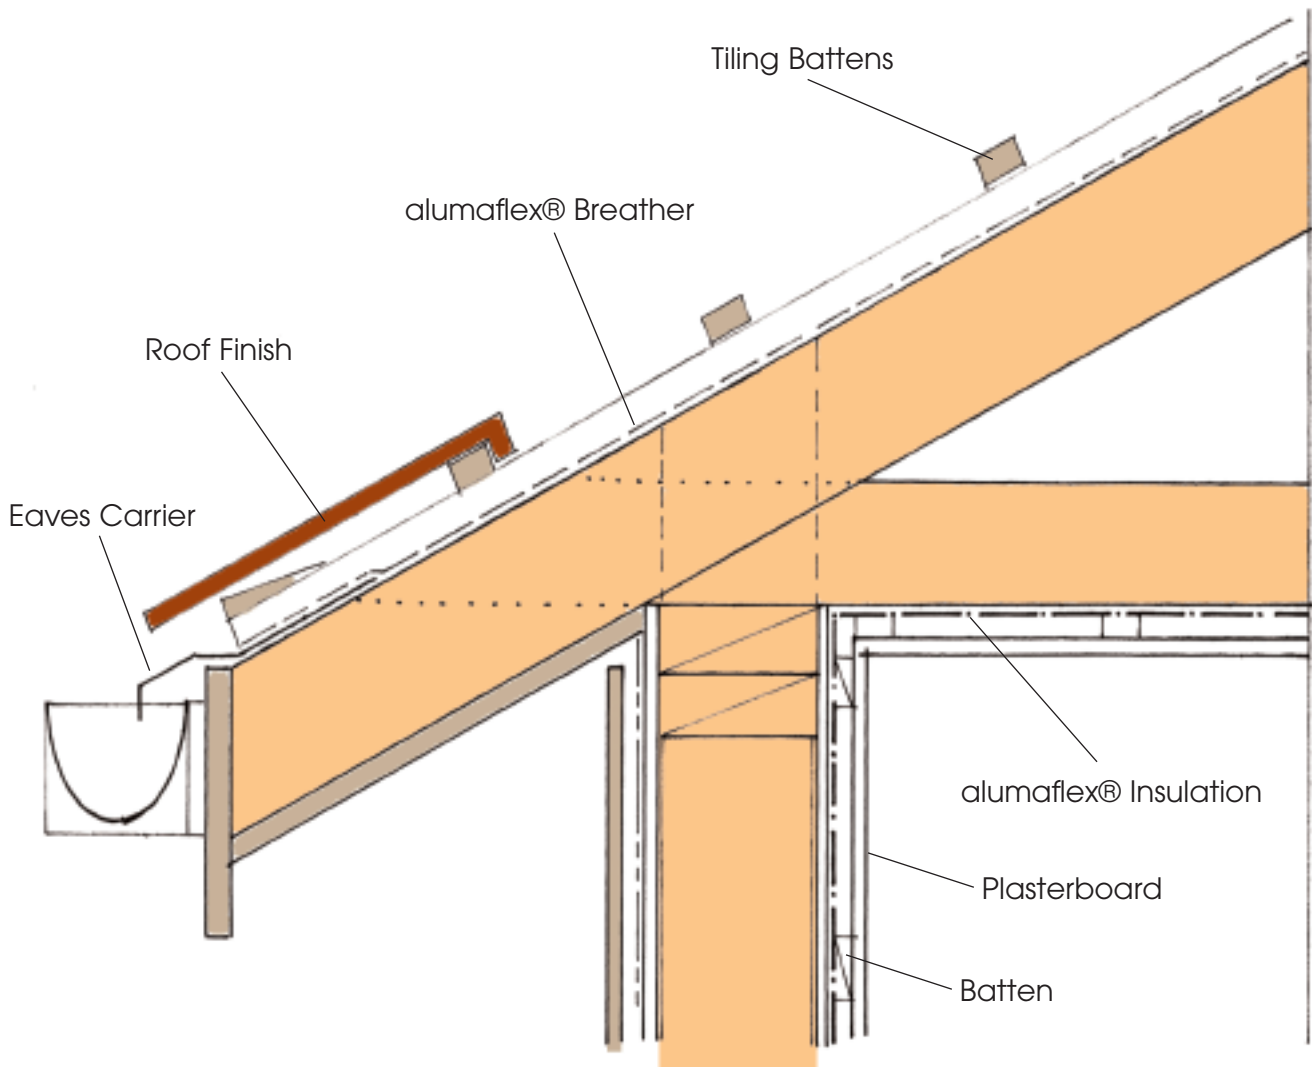 Tiling Battens
alumaflex® Breather
Roof Finish
Eaves Carrier
alumaflex® Insulation
Plasterboard
Batten